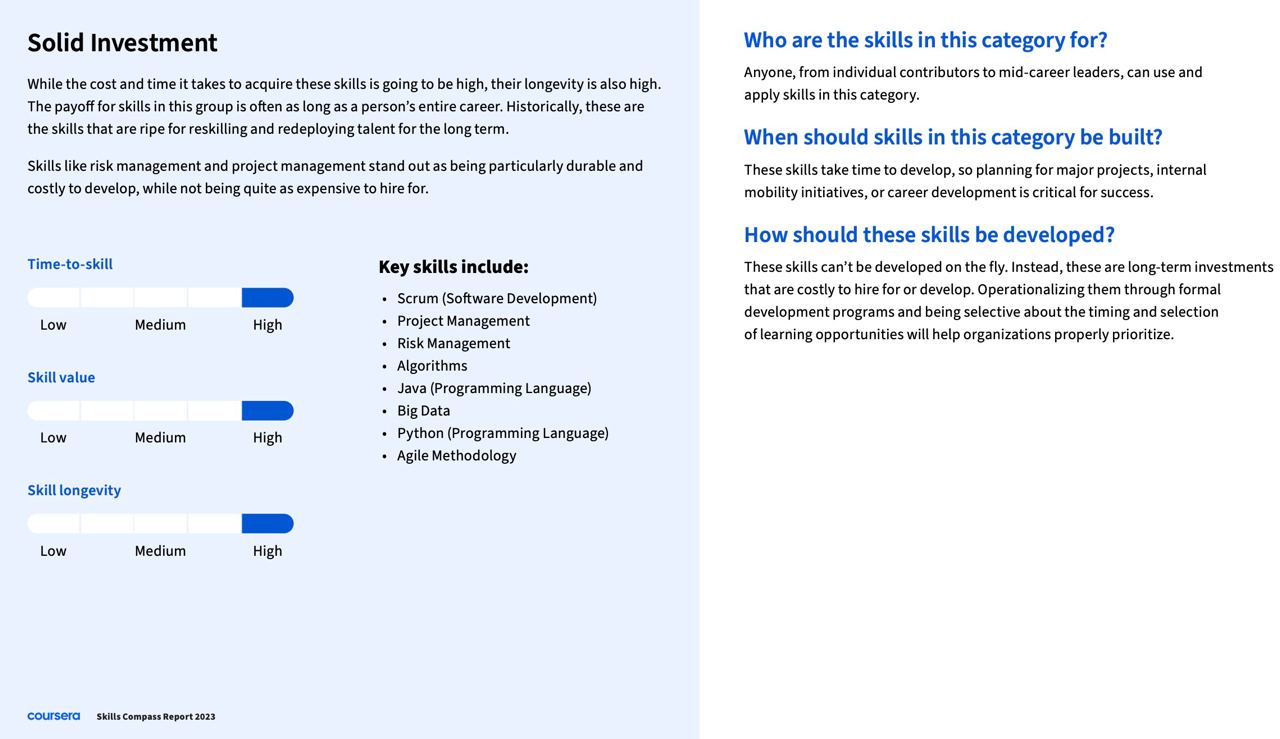 Solid Investment
While the cost and time it takes to acquire these skills is going to be high, their longevity is also high.
The payoff for skills in this group is often as long as a person’s entire career. Historically, these are
the skills that are ripe for reskilling and redeploying talent for the long term.
Skills like risk management and project management stand out as being particularly durable and
costly to develop, while not being quite as expensive to hire for.
Time-to-skill
Low Medium High
Skill value
Low Medium High
Skill longevity
Low Medium High
Key skills include:
• Scrum (Software Development)
• Project Management
• Risk Management
• Algorithms
• Java (Programming Language)
• Big Data
• Python (Programming Language)
• Agile Methodology
coursera Skills Compass Report 2023
Who are the skills in this category for?
Anyone, from individual contributors to mid-career leaders, can use and
apply skills in this category.
When should skills in this category be built?
These skills take time to develop, so planning for major projects, internal
mobility initiatives, or career development is critical for success.
How should these skills be developed?
These skills can’t be developed on the fly. Instead, these are long-term investments
that are costly to hire for or develop. Operationalizing them through formal
development programs and being selective about the timing and selection
of learning opportunities will help organizations properly prioritize.